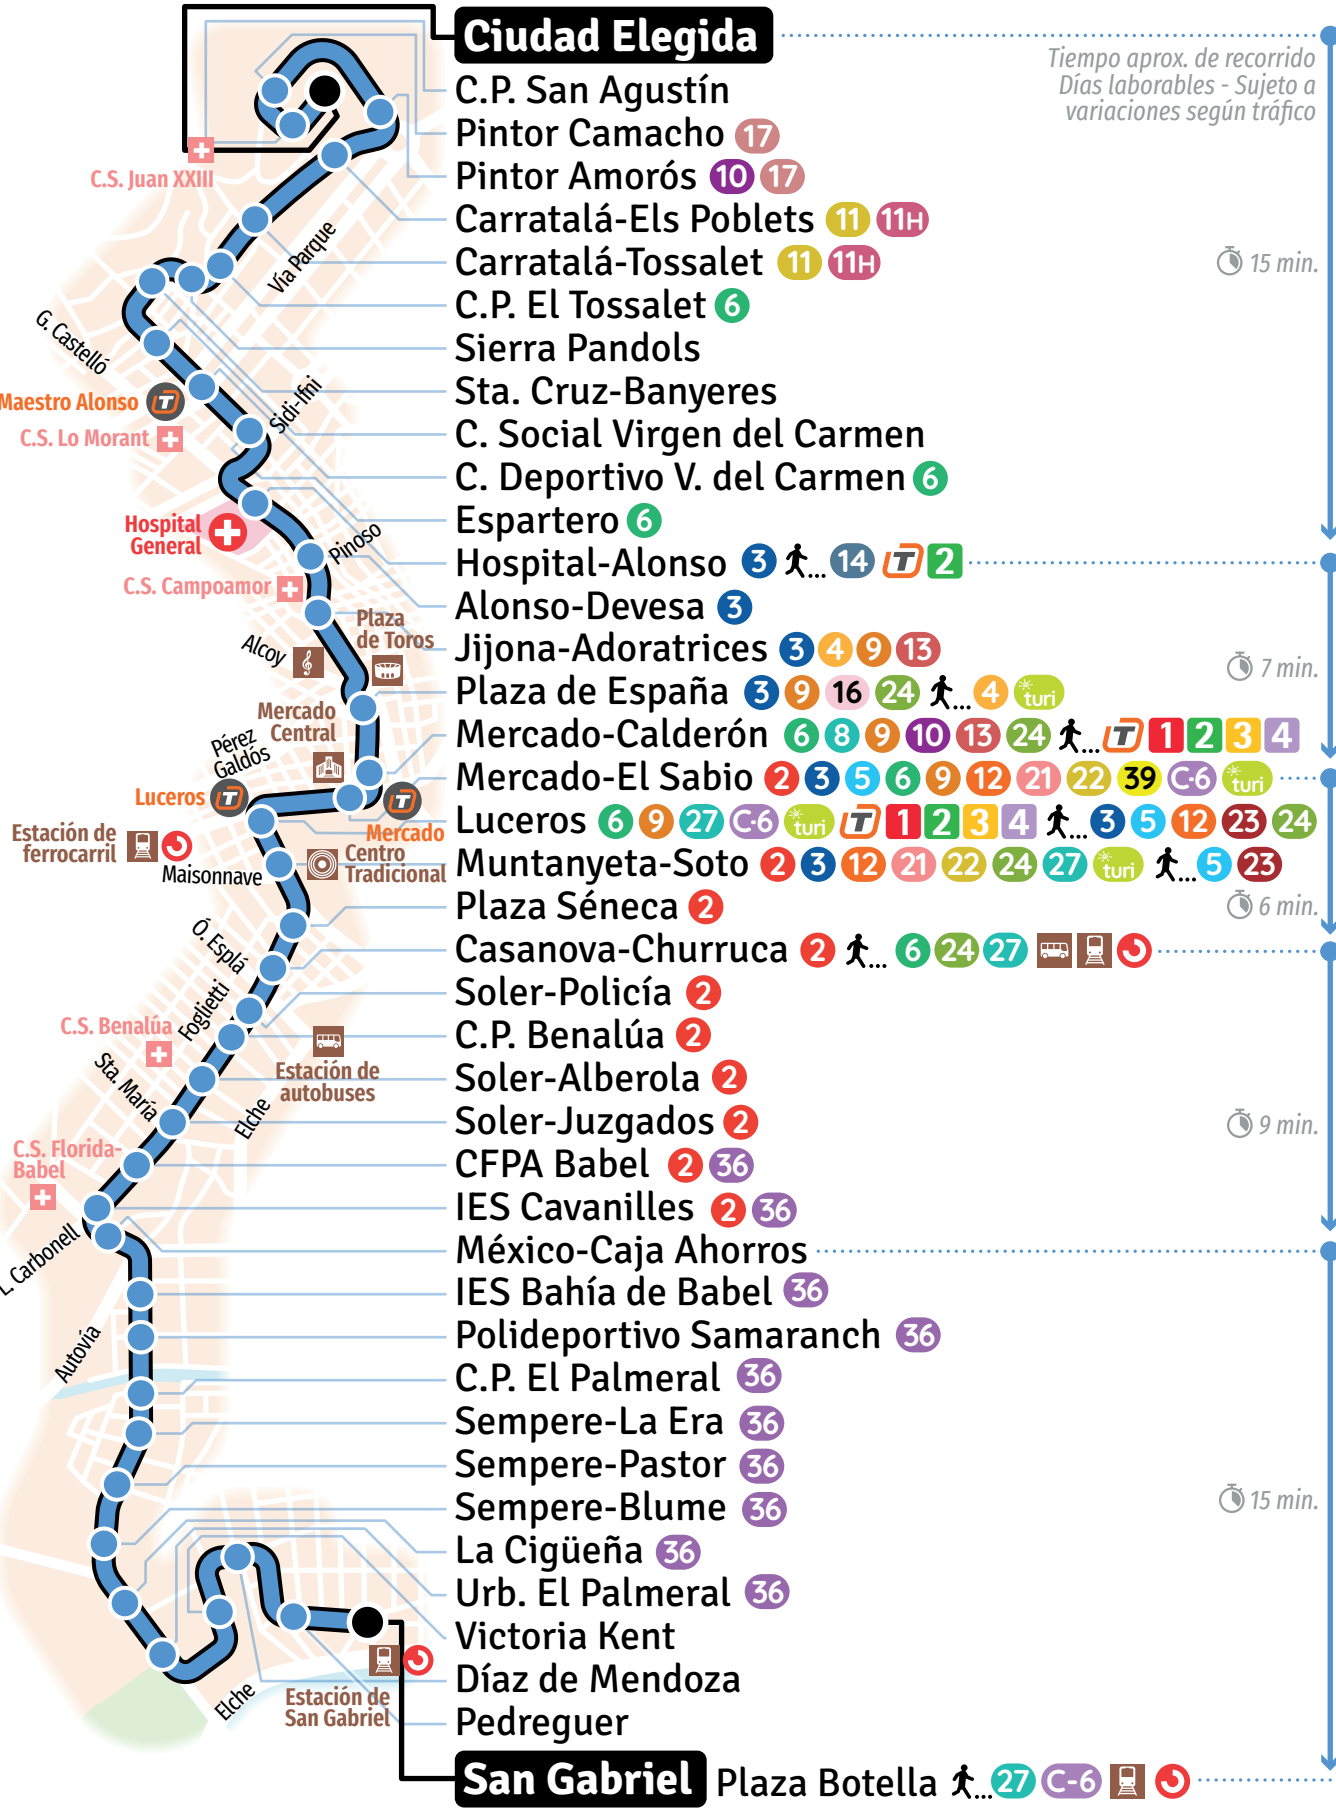 Ciudad Elegida
Tiempo aprox. de recorrido
Días laborables - Sujeto a
variaciones según tráfico
C.P. San Agustín
Pintor Camacho 17
Pintor Amorós 10 17
Carratalá-Els Poblets 11 11H
Carratalá-Tossalet 11 11H
15 min.
C.P. El Tossalet 6
Sierra Pandols
Sta. Cruz-Banyeres
C. Social Virgen del Carmen
C. Deportivo V. del Carmen 6
Espartero 6
Hospital-Alonso 3 ... 14 T 2
Alonso-Devesa 3
Jijona-Adoratrices 3 4 9 13
7 min.
Plaza de España 3 9 16 24 ... 4 turi
Mercado-Calderón 6 8 9 10 13 24 ... T 1 2 3 4
Mercado-El Sabio 2 3 5 6 9 12 21 22 39 C-6 turi
Luceros 6 9 27 C-6 turi T 1 2 3 4 ... 3 5 12 23 24
Muntanyeta-Soto 2 3 12 21 22 24 27 turi ... 5 23
Plaza Séneca 2
6 min.
Casanova-Churruca 2 ... 6 24 27
Soler-Policía 2
C.P. Benalúa 2
Soler-Alberola 2
Soler-Juzgados 2
9 min.
CFPA Babel 2 36
IES Cavanilles 2 36
México-Caja Ahorros
IES Bahía de Babel 36
Polideportivo Samaranch 36
C.P. El Palmeral 36
Sempere-La Era 36
Sempere-Pastor 36
Sempere-Blume 36
15 min.
La Cigüeña 36
Urb. El Palmeral 36
Victoria Kent
Díaz de Mendoza
Pedreguer
San Gabriel Plaza Botella ... 27 C-6
C.S. Juan XXIII
Vía Parque
G. Castelló
Maestro Alonso T
Sidi-Ifni
C.S. Lo Morant
Hospital
General
Pinoso
C.S. Campoamor
Plaza
de Toros
Alcoy
Mercado
Central
Pérez
Galdós
Luceros T
T
Mercado
Estación de
ferrocarril
Maisonnave
Centro
Tradicional
Ó. Esplá
Foglietti
C.S. Benalúa
Estación de
autobuses
Sta. María
Elche
C.S. Florida-
Babel
L. Carbonell
Autovía
Elche
Estación de
San Gabriel